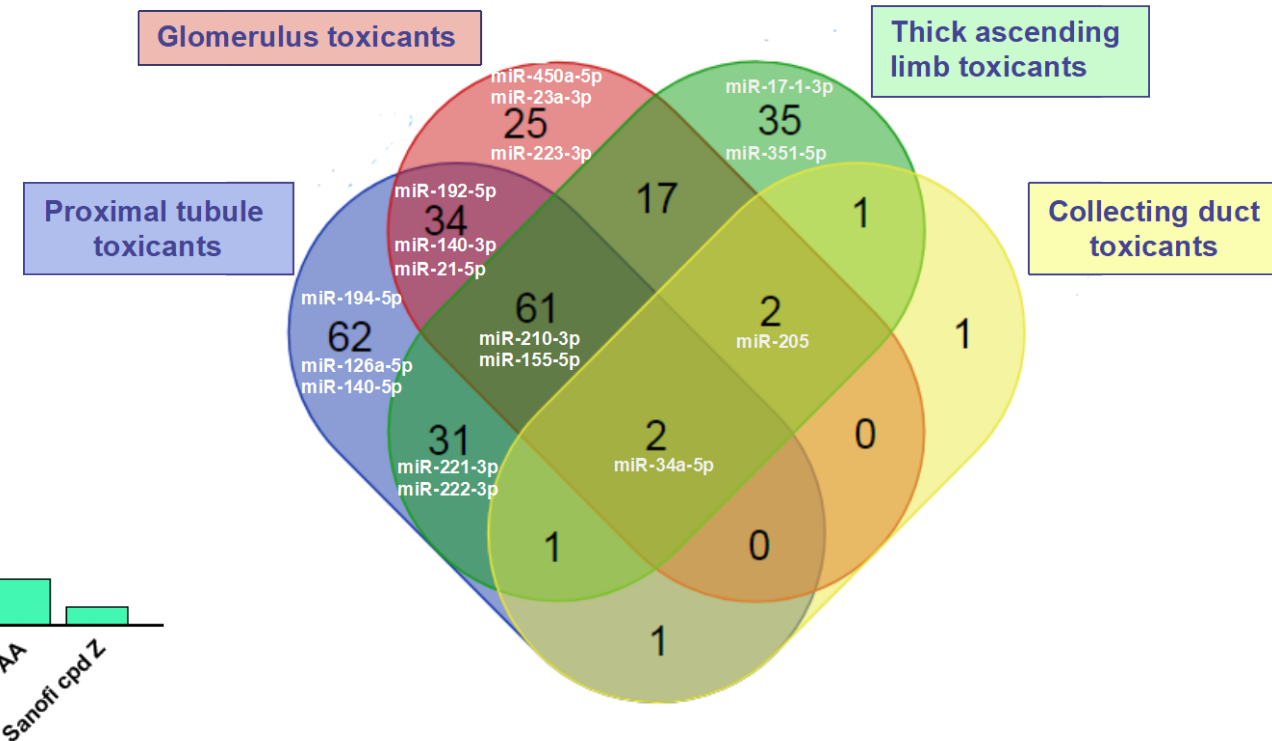 Glomerulus toxicants
Thick ascending
limb toxicants
Proximal tubule
toxicants
Collecting duct
toxicants
miR-450a-5p
miR-23a-3p
25
miR-223-3p
miR-17-1-3p
35
miR-351-5p
miR-192-5p
34
miR-140-3p
miR-21-5p
17
1
miR-194-5p
62
miR-126a-5p
miR-140-5p
61
miR-210-3p
miR-155-5p
2
miR-205
1
31
miR-221-3p
miR-222-3p
2
miR-34a-5p
0
1
0
1
AA
Sanofi cpd Z